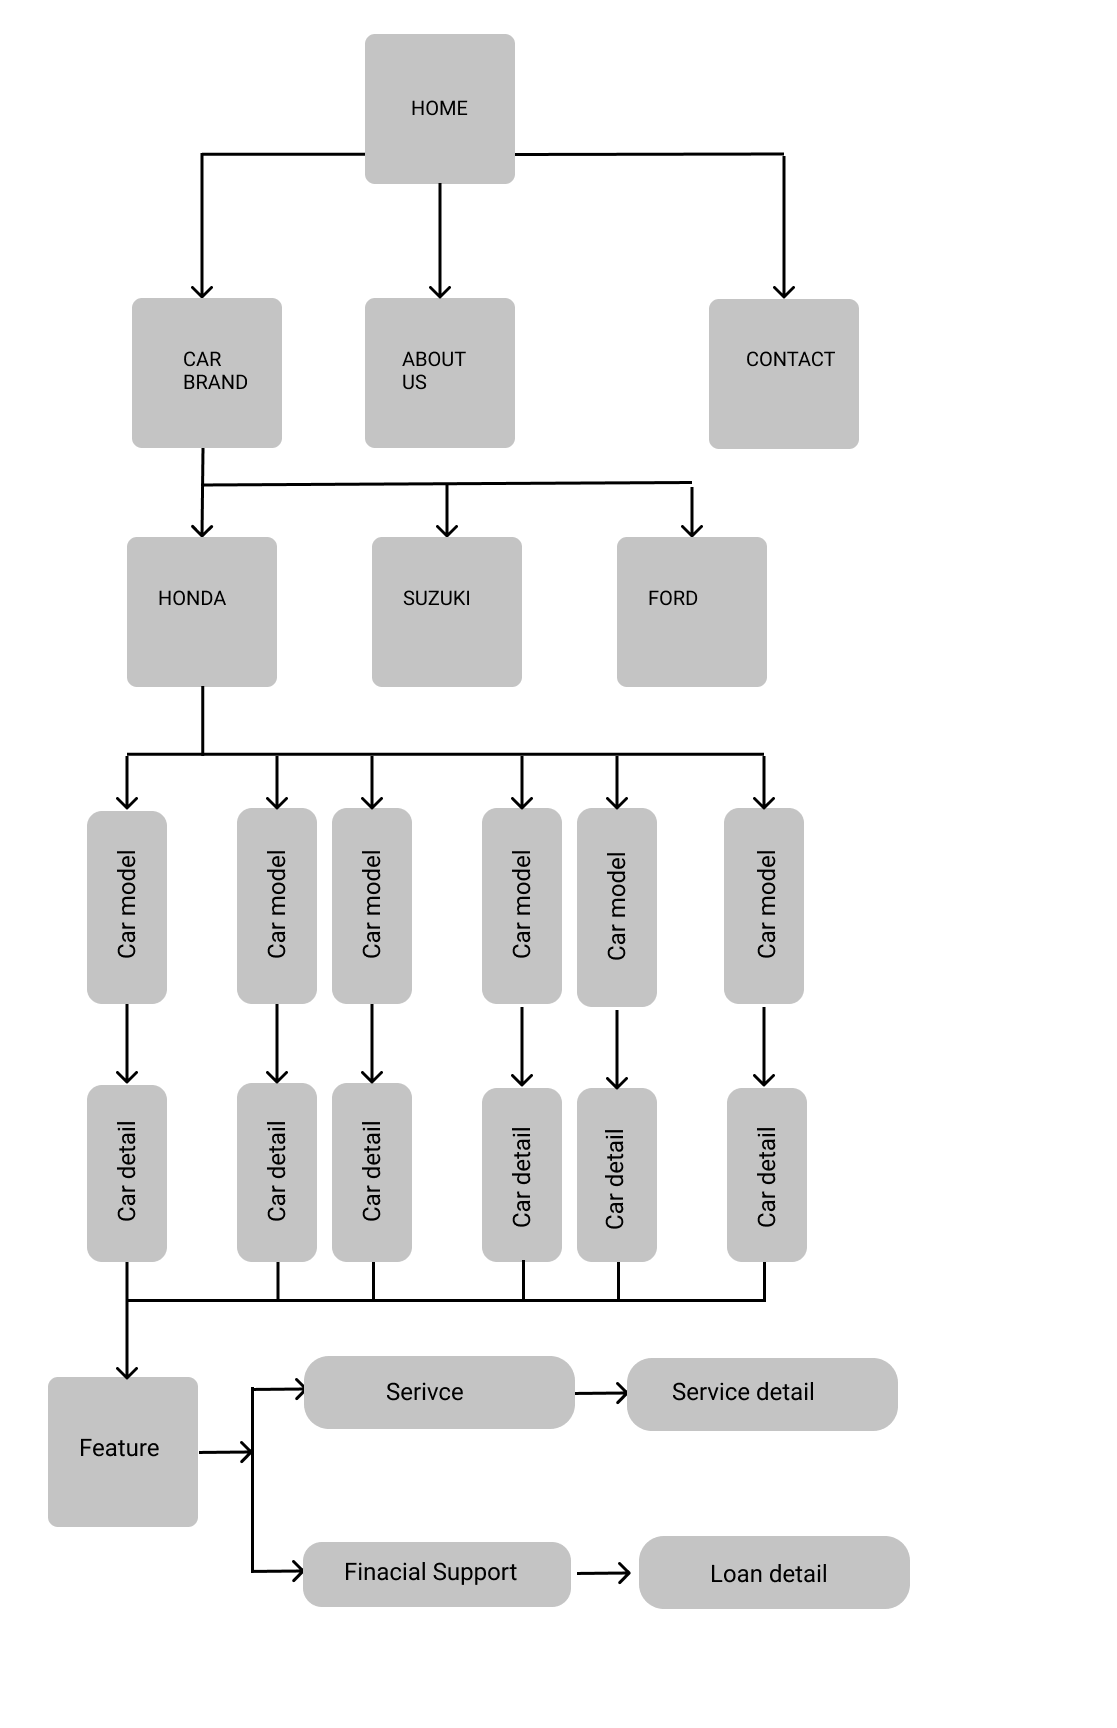 HOME
CAR
BRAND
ABOUT
US
CONTACT
HONDA
SUZUKI
FORD
Car model
Car model
Car model
Car model
Car model
Car model
Car detail
Car detail
Car detail
Car detail
Car detail
Car detail
Feature
Serivce
Service detail
Finacial Support
Loan detail